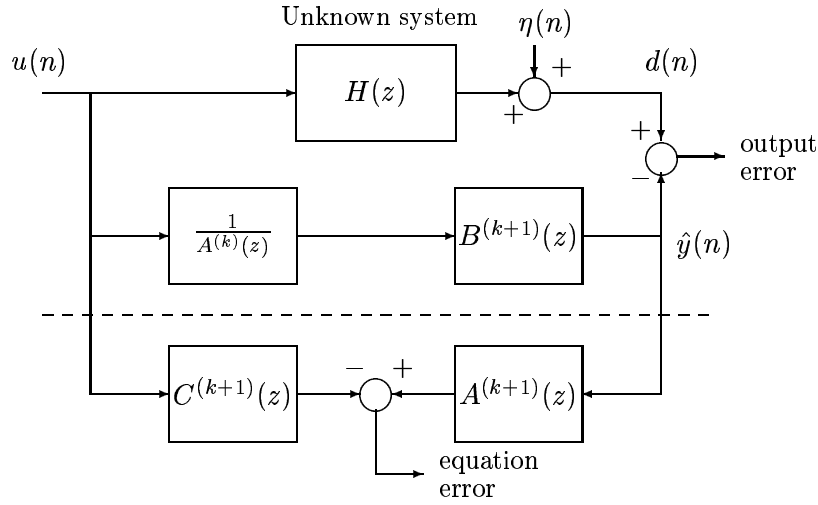 Unknown system
η(n)
u(n)
H(z)
+
+
d(n)
+
−
output
error
1
A^(k)(z)
B^(k+1)(z)
ŷ(n)
C^(k+1)(z)
−
+
A^(k+1)(z)
equation
error